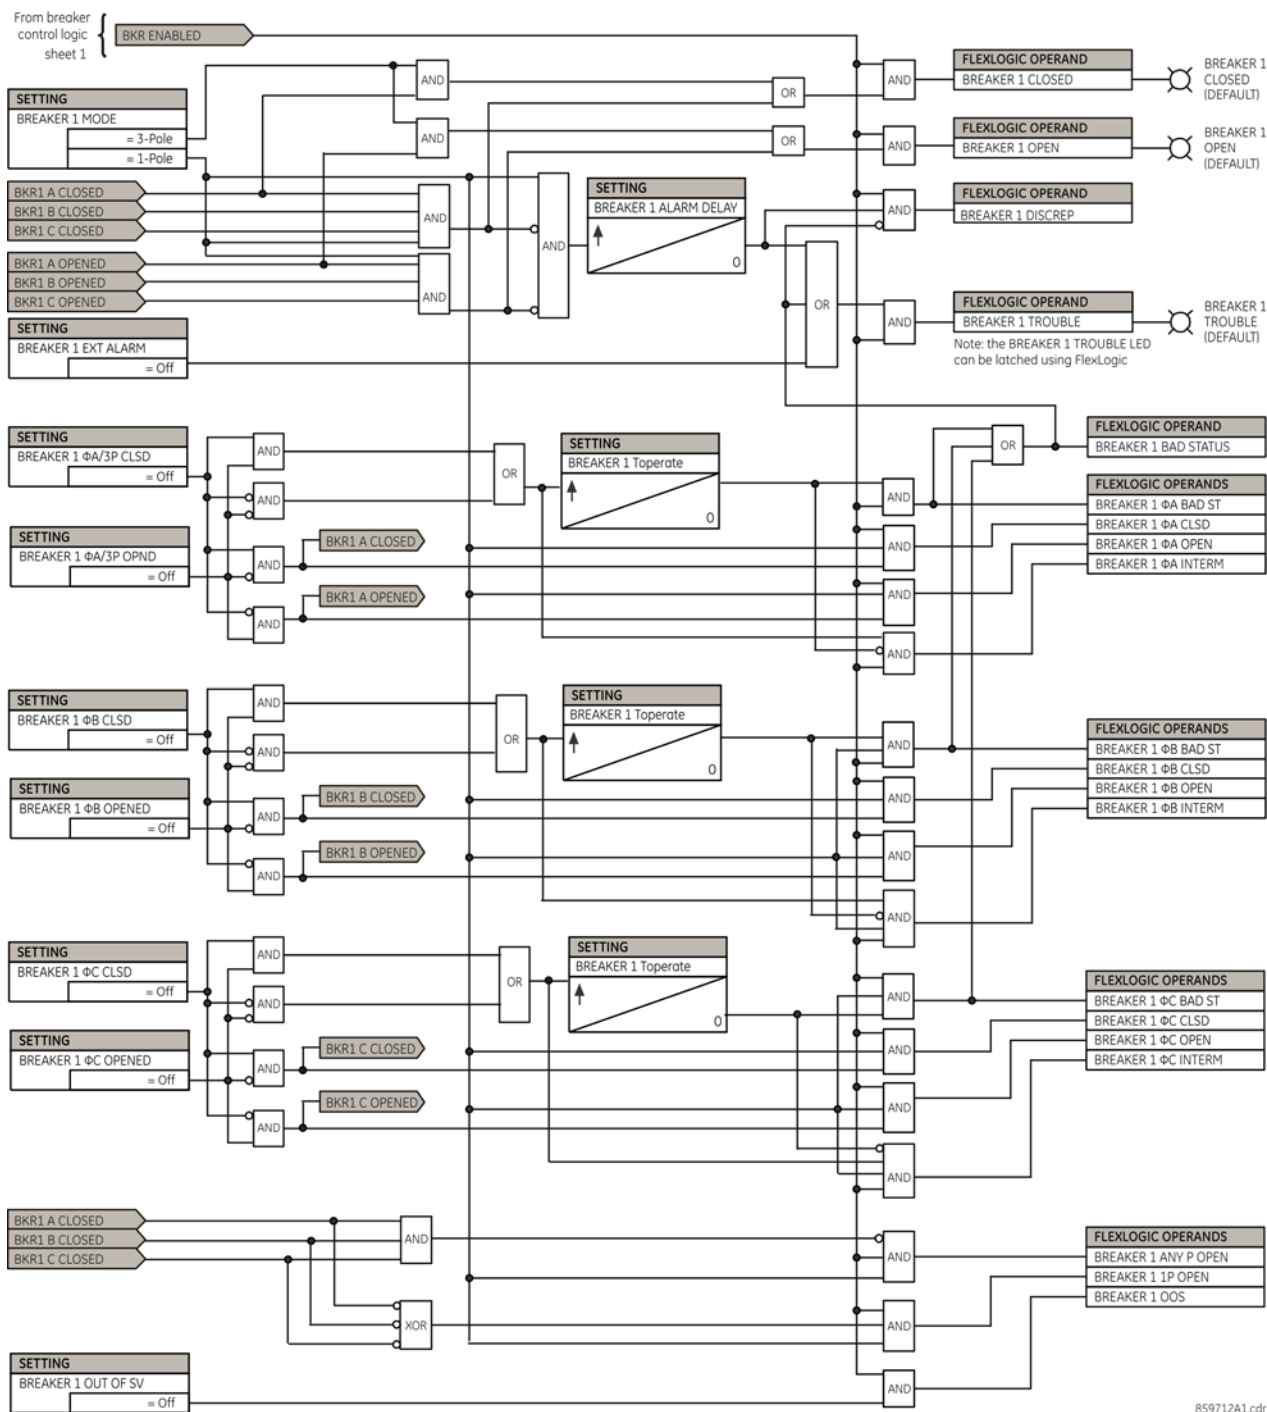 From breaker
control logic
sheet 1
BKR ENABLED
SETTING
BREAKER 1 MODE
= 3-Pole
= 1-Pole
BKR1 A CLOSED
BKR1 B CLOSED
BKR1 C CLOSED
BKR1 A OPENED
BKR1 B OPENED
BKR1 C OPENED
SETTING
BREAKER 1 EXT ALARM
= Off
AND
AND
AND
AND
AND
SETTING
BREAKER 1 ALARM DELAY
0
OR
OR
OR
AND
AND
AND
AND
FLEXLOGIC OPERAND
BREAKER 1 CLOSED
BREAKER 1
CLOSED
(DEFAULT)
FLEXLOGIC OPERAND
BREAKER 1 OPEN
BREAKER 1
OPEN
(DEFAULT)
FLEXLOGIC OPERAND
BREAKER 1 DISCREP
FLEXLOGIC OPERAND
BREAKER 1 TROUBLE
BREAKER 1
TROUBLE
(DEFAULT)
Note: the BREAKER 1 TROUBLE LED
can be latched using FlexLogic
SETTING
BREAKER 1 ΦA/3P CLSD
= Off
SETTING
BREAKER 1 ΦA/3P OPND
= Off
AND
AND
AND
AND
BKR1 A CLOSED
BKR1 A OPENED
OR
SETTING
BREAKER 1 Toperate
0
AND
AND
AND
AND
OR
FLEXLOGIC OPERAND
BREAKER 1 BAD STATUS
FLEXLOGIC OPERANDS
BREAKER 1 ΦA BAD ST
BREAKER 1 ΦA CLSD
BREAKER 1 ΦA OPEN
BREAKER 1 ΦA INTERM
SETTING
BREAKER 1 ΦB CLSD
= Off
SETTING
BREAKER 1 ΦB OPENED
= Off
AND
AND
AND
AND
BKR1 B CLOSED
BKR1 B OPENED
OR
SETTING
BREAKER 1 Toperate
0
AND
AND
AND
AND
FLEXLOGIC OPERANDS
BREAKER 1 ΦB BAD ST
BREAKER 1 ΦB CLSD
BREAKER 1 ΦB OPEN
BREAKER 1 ΦB INTERM
SETTING
BREAKER 1 ΦC CLSD
= Off
SETTING
BREAKER 1 ΦC OPENED
= Off
AND
AND
AND
AND
BKR1 C CLOSED
BKR1 C OPENED
OR
SETTING
BREAKER 1 Toperate
0
AND
AND
AND
AND
FLEXLOGIC OPERANDS
BREAKER 1 ΦC BAD ST
BREAKER 1 ΦC CLSD
BREAKER 1 ΦC OPEN
BREAKER 1 ΦC INTERM
BKR1 A CLOSED
BKR1 B CLOSED
BKR1 C CLOSED
AND
XOR
AND
AND
AND
FLEXLOGIC OPERANDS
BREAKER 1 ANY P OPEN
BREAKER 1 1P OPEN
BREAKER 1 OOS
SETTING
BREAKER 1 OUT OF SV
= Off
859712A1.cdr